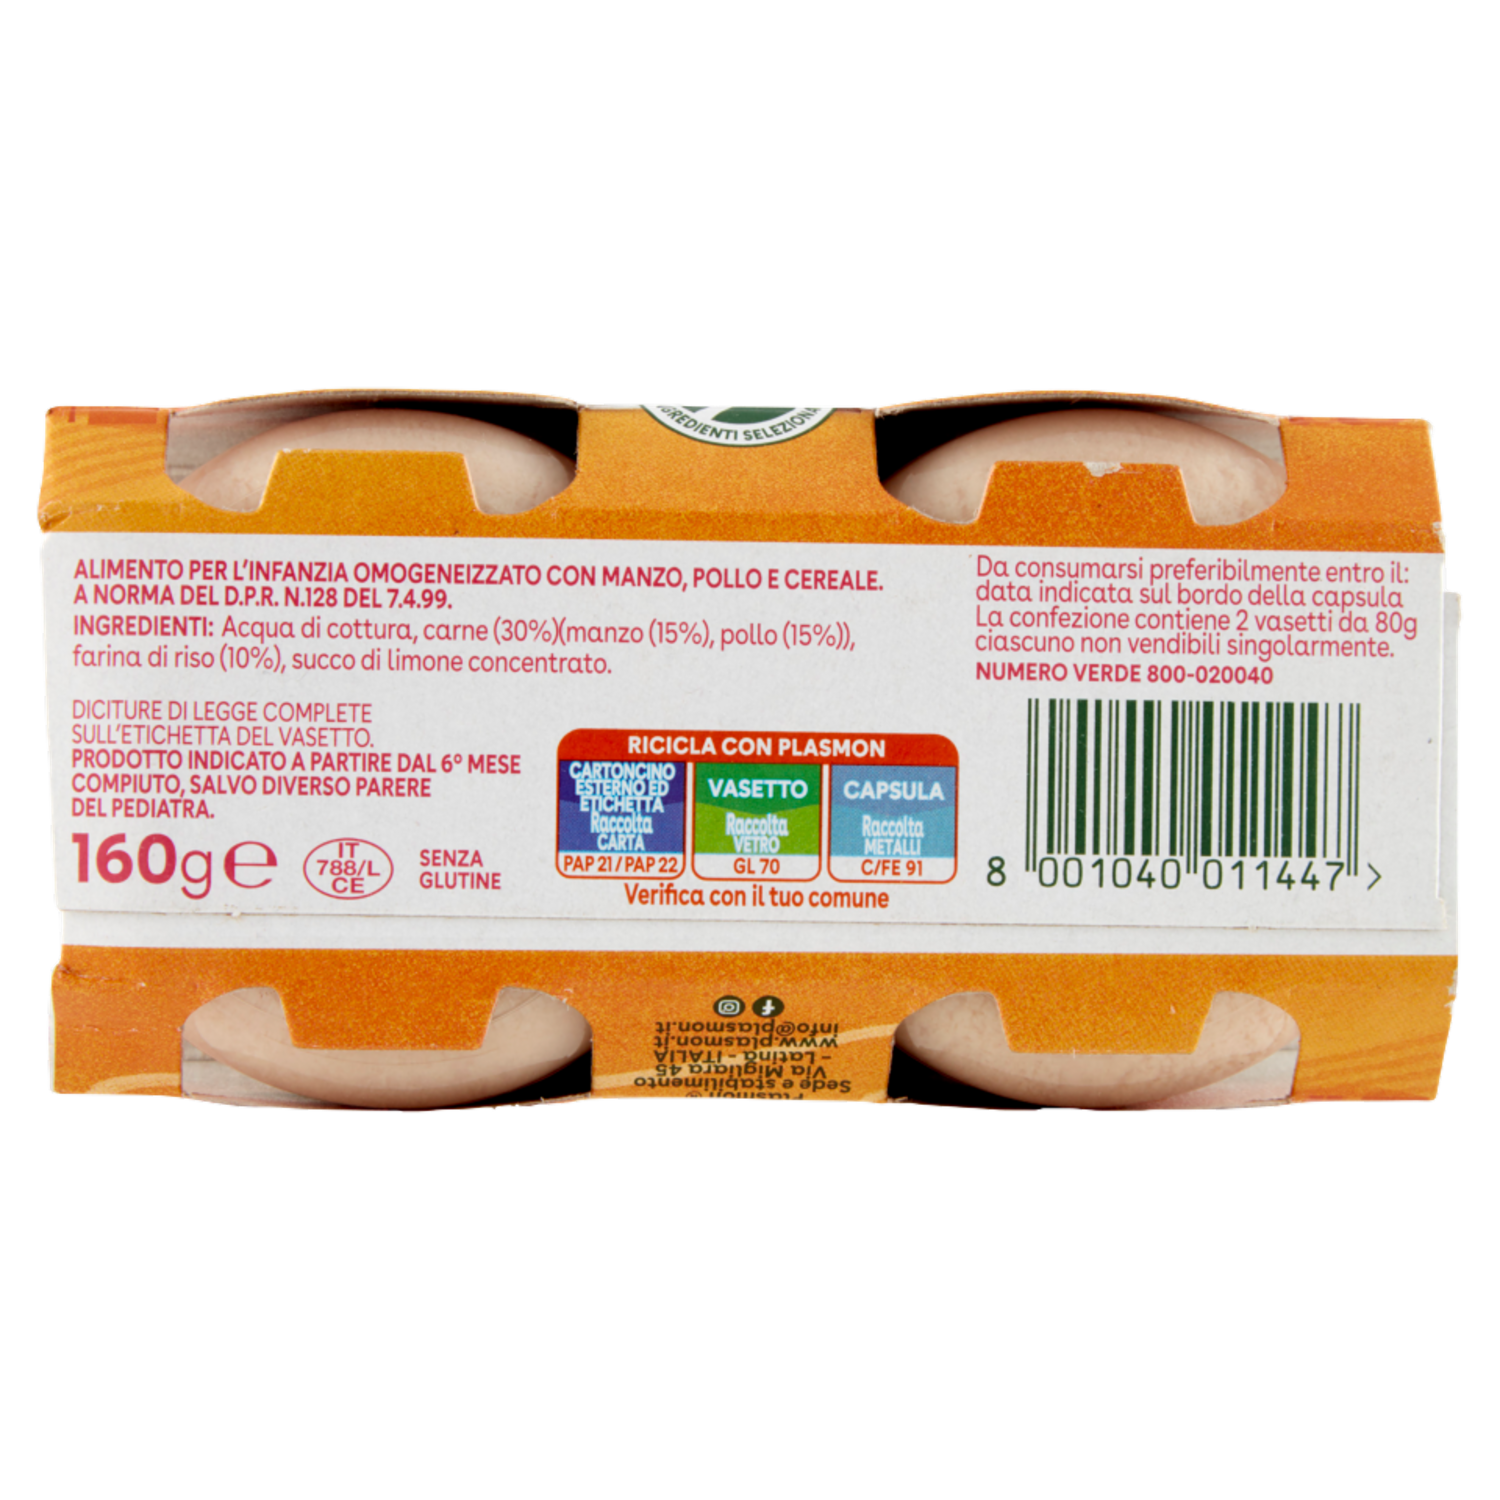 INGREDIENTI SELEZIONA
ALIMENTO PER L'INFANZIA OMOGENEIZZATO CON MANZO, POLLO E CEREALE.
A NORMA DEL D.P.R. N.128 DEL 7.4.99.
INGREDIENTI: Acqua di cottura, carne (30%)(manzo (15%), pollo (15%)),
farina di riso (10%), succo di limone concentrato.
DICITURE DI LEGGE COMPLETE
SULL'ETICHETTA DEL VASETTO.
PRODOTTO INDICATO A PARTIRE DAL 6° MESE
COMPIUTO, SALVO DIVERSO PARERE
DEL PEDIATRA.
160g e
IT
788/L
CE
SENZA
GLUTINE
RICICLA CON PLASMON
CARTONCINO
ESTERNO ED
ETICHETTA
Raccolta
CARTA
PAP 21 / PAP 22
VASETTO
Raccolta
VETRO
GL 70
CAPSULA
Raccolta
METALLI
C/FE 91
Verifica con il tuo comune
Da consumarsi preferibilmente entro il:
data indicata sul bordo della capsula
La confezione contiene 2 vasetti da 80g
ciascuno non vendibili singolarmente.
NUMERO VERDE 800-020040
8 001040 011447 >
Plasmon®
Sede e stabilimento
Via Migliara 45
- Latina - ITALIA
www.plasmon.it
info@plasmon.it